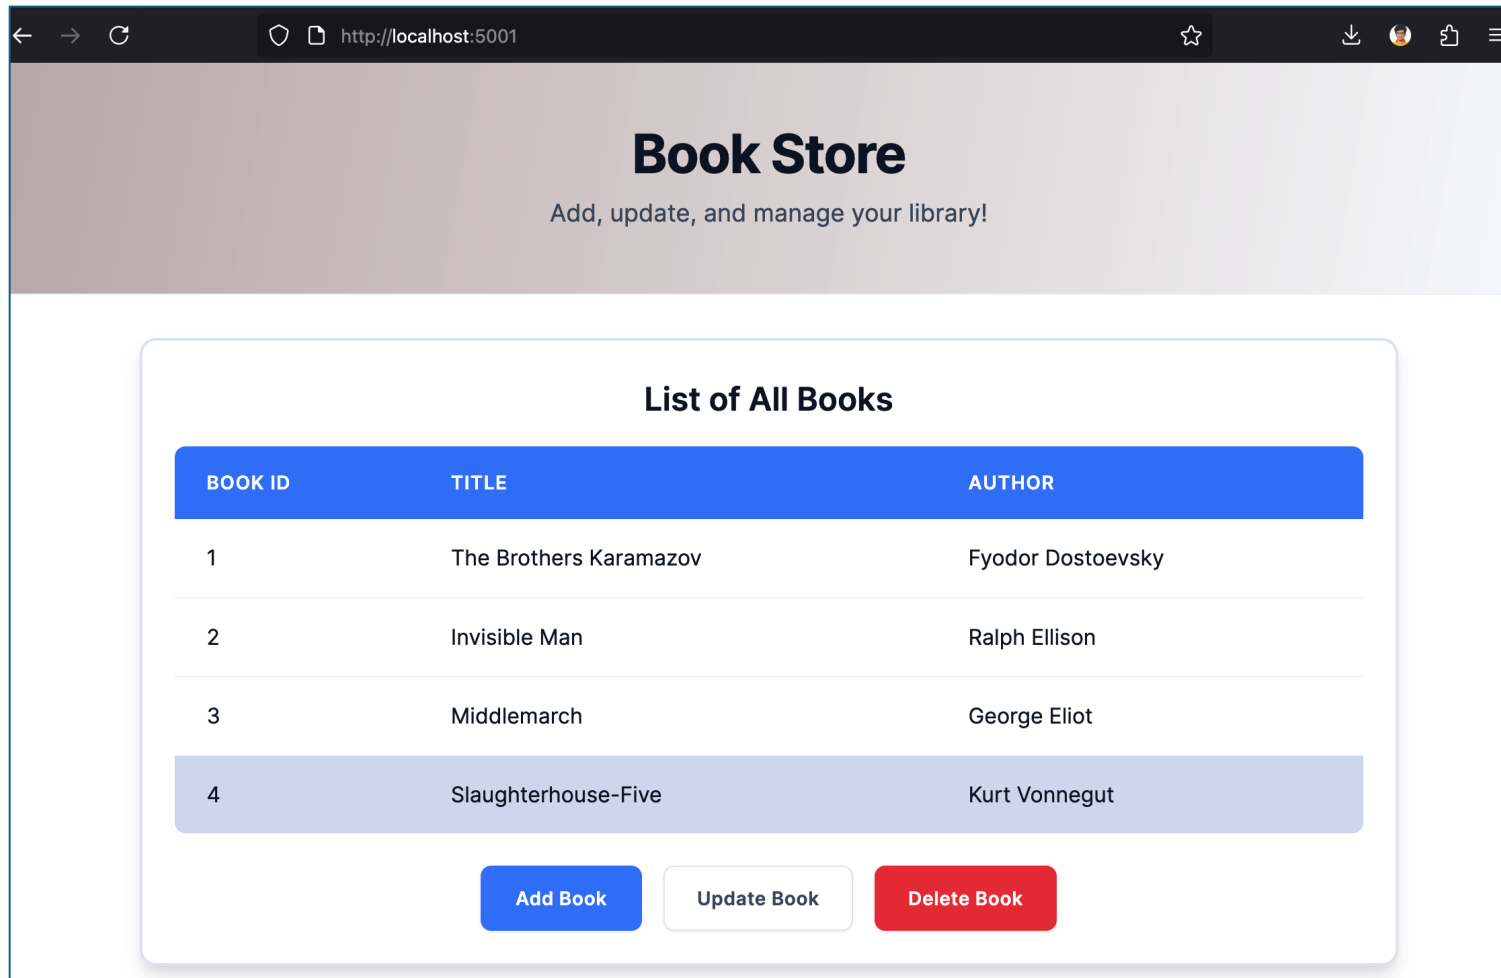 http://localhost:5001
Book Store
Add, update, and manage your library!
List of All Books
BOOK ID TITLE AUTHOR
1 The Brothers Karamazov Fyodor Dostoevsky
2 Invisible Man Ralph Ellison
3 Middlemarch George Eliot
4 Slaughterhouse-Five Kurt Vonnegut
Add Book Update Book Delete Book